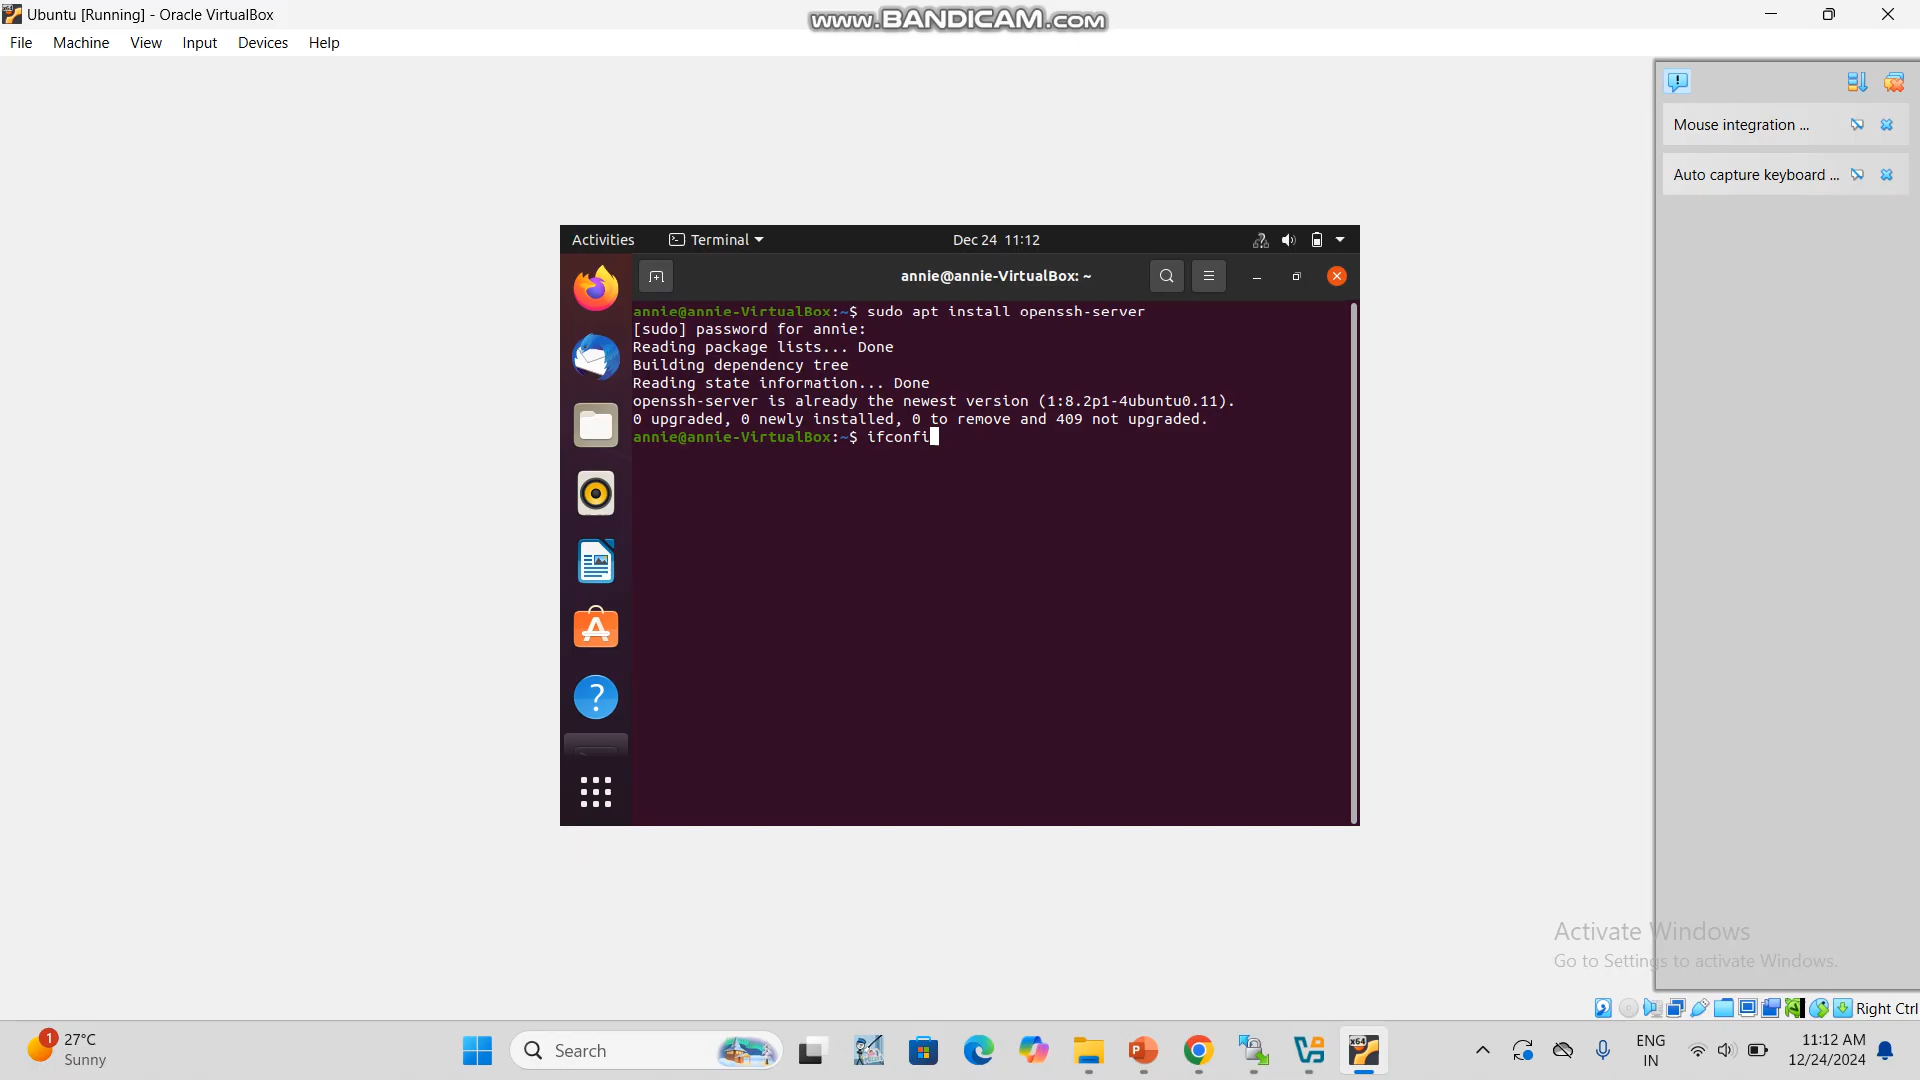 Ubuntu [Running] - Oracle VirtualBox
www.BANDICAM.com
File Machine View Input Devices Help
Mouse integration ...
Auto capture keyboard ...
Activities Terminal Dec 24 11:12
annie@annie-VirtualBox: ~
annie@annie-VirtualBox:~$ sudo apt install openssh-server
[sudo] password for annie:
Reading package lists... Done
Building dependency tree
Reading state information... Done
openssh-server is already the newest version (1:8.2p1-4ubuntu0.11).
0 upgraded, 0 newly installed, 0 to remove and 409 not upgraded.
annie@annie-VirtualBox:~$ ifconfi
Activate Windows
Go to Settings to activate Windows.
Right Ctrl
1 27°C
Sunny
Search
ENG
IN
11:12 AM
12/24/2024